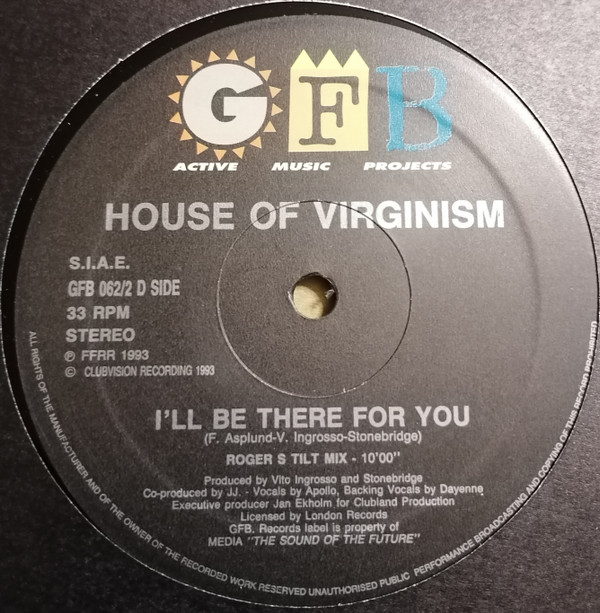 G F B
ACTIVE MUSIC PROJECTS
HOUSE OF VIRGINISM
S.I.A.E.
GFB 062/2 D SIDE
33 RPM
STEREO
℗ FFRR 1993
© CLUBVISION RECORDING 1993
I'LL BE THERE FOR YOU
(F. Asplund-V. Ingrosso-Stonebridge)
ROGER S TILT MIX - 10'00"
Produced by Vito Ingrosso and Stonebridge
Co-produced by JJ. - Vocals by Apollo, Backing Vocals by Dayenne
Executive producer Jan Ekholm for Clubland Production
Licensed by London Records
GFB. Records label is property of
MEDIA "THE SOUND OF THE FUTURE"
ALL RIGHTS OF THE MANUFACTURER AND OF THE OWNER OF THE RECORDED WORK RESERVED UNAUTHORISED PUBLIC PERFORMANCE BROADCASTING AND COPYING OF THIS RECORD PROHIBITED